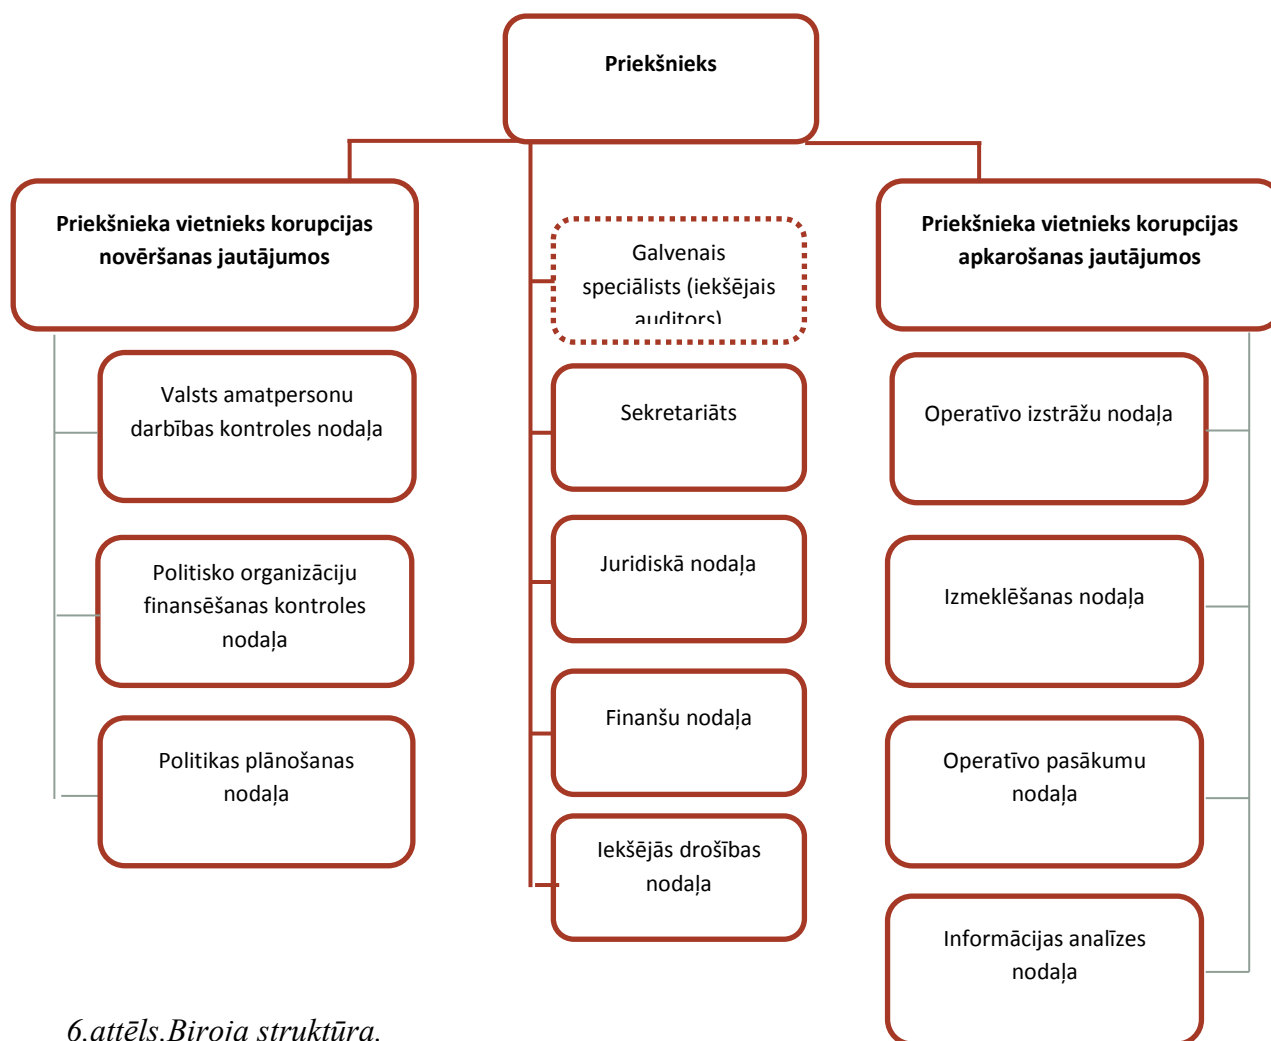 Priekšnieks
Priekšnieka vietnieks korupcijas
novēršanas jautājumos
Valsts amatpersonu
darbības kontroles nodaļa
Politisko organizāciju
finansēšanas kontroles
nodaļa
Politikas plānošanas
nodaļa
Galvenais
speciālists (iekšējais
auditors)
Sekretariāts
Juridiskā nodaļa
Finanšu nodaļa
Iekšējās drošības
nodaļa
Priekšnieka vietnieks korupcijas
apkarošanas jautājumos
Operatīvo izstrāžu nodaļa
Izmeklēšanas nodaļa
Operatīvo pasākumu
nodaļa
Informācijas analīzes
nodaļa
6.attēls.Biroja struktūra.